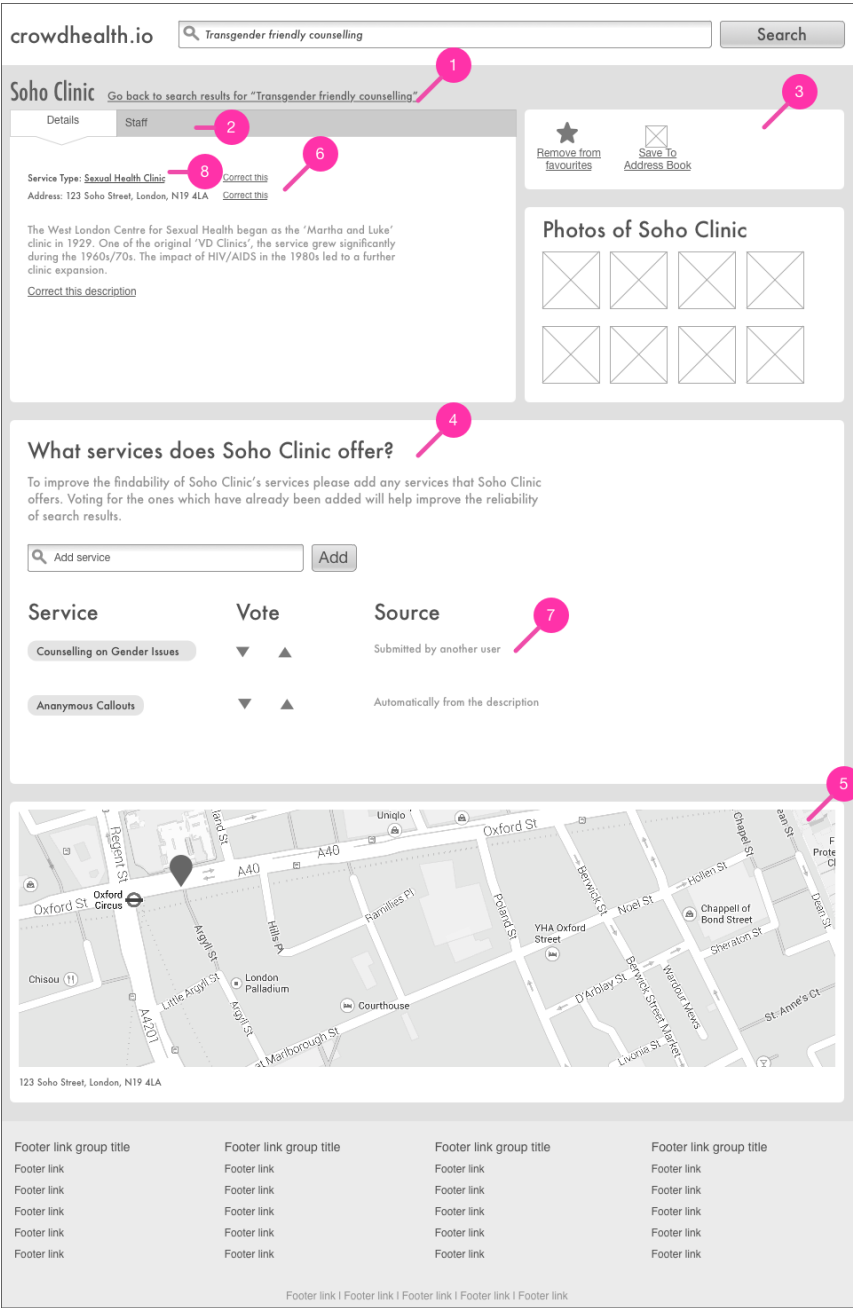 crowdhealth.io
Transgender friendly counselling
Search
1
Soho Clinic
Go back to search results for “Transgender friendly counselling”
3
Details
Staff
2
Remove from
favourites
Save To
Address Book
6
8
Service Type: Sexual Health Clinic
Correct this
Address: 123 Soho Street, London, N19 4LA
Correct this
The West London Centre for Sexual Health began as the ‘Martha and Luke’
clinic in 1929. One of the original ‘VD Clinics’, the service grew significantly
during the 1960s/70s. The impact of HIV/AIDS in the 1980s led to a further
clinic expansion.
Correct this description
Photos of Soho Clinic
4
What services does Soho Clinic offer?
To improve the findability of Soho Clinic’s services please add any services that Soho Clinic
offers. Voting for the ones which have already been added will help improve the reliability
of search results.
Add service
Add
Service
Vote
Source
7
Counselling on Gender Issues
Submitted by another user
Ananymous Callouts
Automatically from the description
5
Regent St
Uniqlo
Oxford St
A40
A40
Oxford
Circus
Oxford St
Argyll St
Hills Pl
Ramillies Pl
Poland St
Berwick St
Noel St
Hollen St
Chapel St
Dean St
Chappell of
Bond Street
YHA Oxford
Street
Sheraton St
Chisou
Little Argyll St
London
Palladium
Argyll St
A4201
Courthouse
D'Arblay St
Berwick Street Market
Wardour Mews
St. Anne's Ct
Marlborough St
Livonia St
123 Soho Street, London, N19 4LA
Footer link group title
Footer link
Footer link
Footer link
Footer link
Footer link
Footer link group title
Footer link
Footer link
Footer link
Footer link
Footer link
Footer link group title
Footer link
Footer link
Footer link
Footer link
Footer link
Footer link group title
Footer link
Footer link
Footer link
Footer link
Footer link
Footer link | Footer link | Footer link | Footer link | Footer link